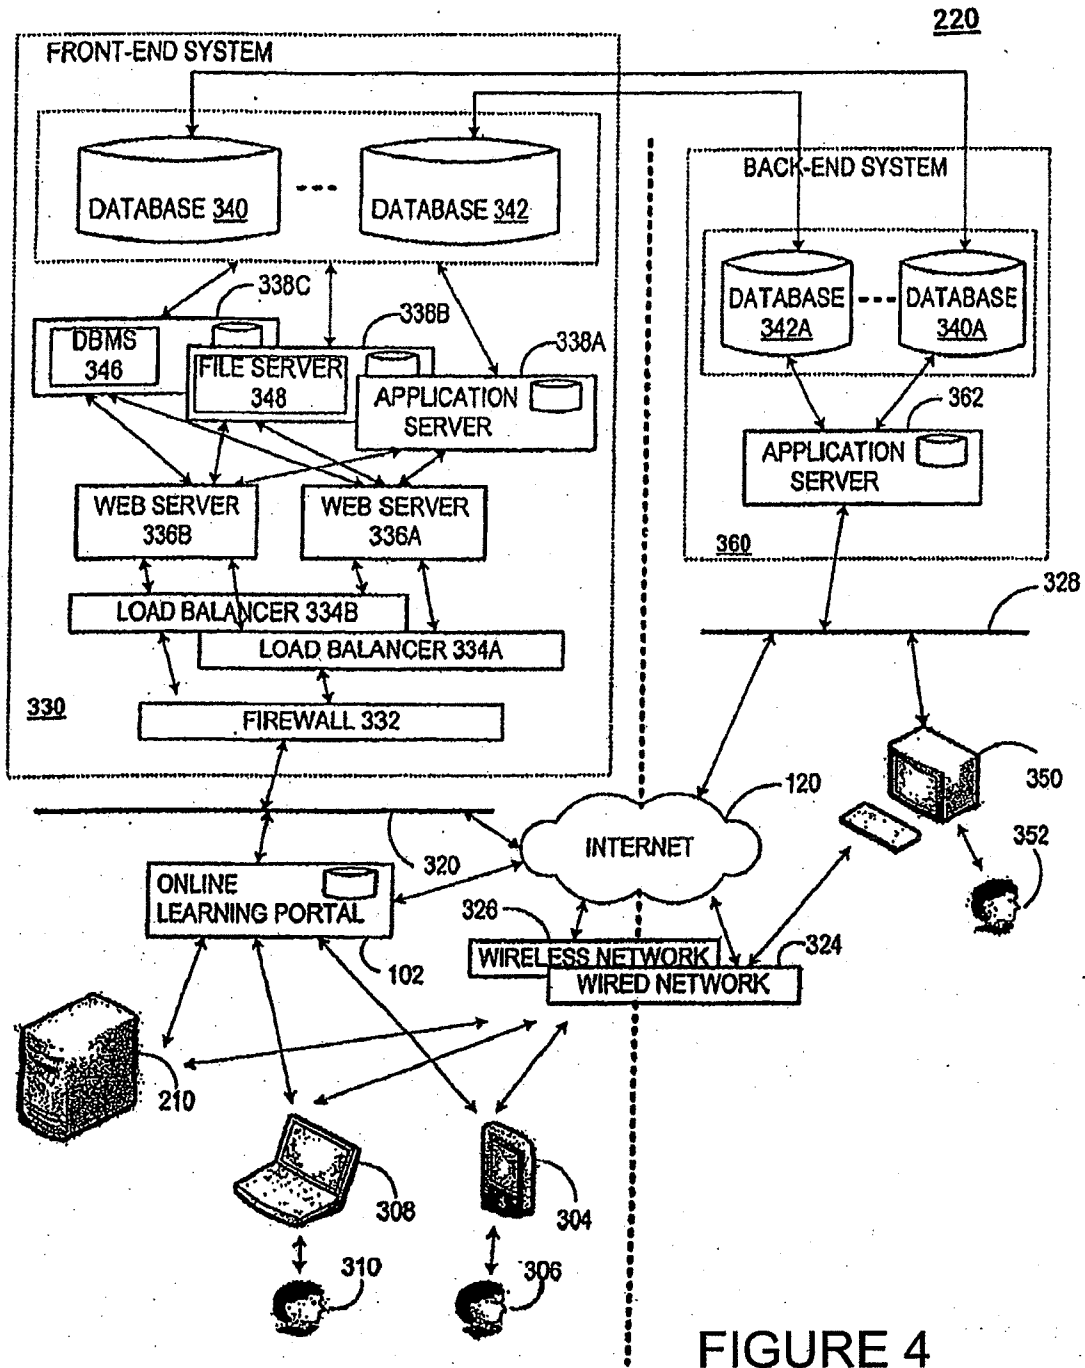 220
FRONT-END SYSTEM
DATABASE 340
DATABASE 342
BACK-END SYSTEM
DATABASE
342A
DATABASE
340A
338C
338B
338A
DBMS
346
FILE SERVER
348
APPLICATION
SERVER
362
APPLICATION
SERVER
WEB SERVER
336B
WEB SERVER
336A
360
328
LOAD BALANCER 334B
LOAD BALANCER 334A
330
FIREWALL 332
350
120
352
INTERNET
320
ONLINE
LEARNING PORTAL
326
324
WIRELESS NETWORK
WIRED NETWORK
102
210
308
304
310
306
FIGURE 4